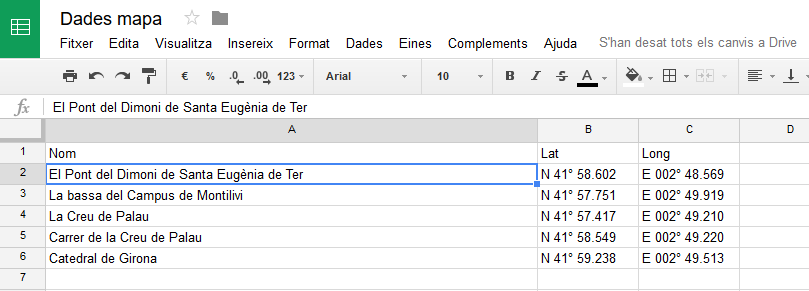 Dades mapa
Fitxer Edita Visualitza Insereix Format Dades Eines Complements Ajuda S'han desat tots els canvis a Drive
€ % .0 .00 123 Arial 10 B I S A
fx El Pont del Dimoni de Santa Eugènia de Ter
A B C D
1 Nom Lat Long
2 El Pont del Dimoni de Santa Eugènia de Ter N 41° 58.602 E 002° 48.569
3 La bassa del Campus de Montilivi N 41° 57.751 E 002° 49.919
4 La Creu de Palau N 41° 57.417 E 002° 49.210
5 Carrer de la Creu de Palau N 41° 58.549 E 002° 49.220
6 Catedral de Girona N 41° 59.238 E 002° 49.513
7